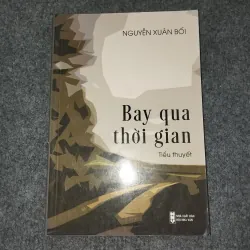 NGUYỄN XUÂN BỐI
Bay qua
thời gian
Tiểu thuyết